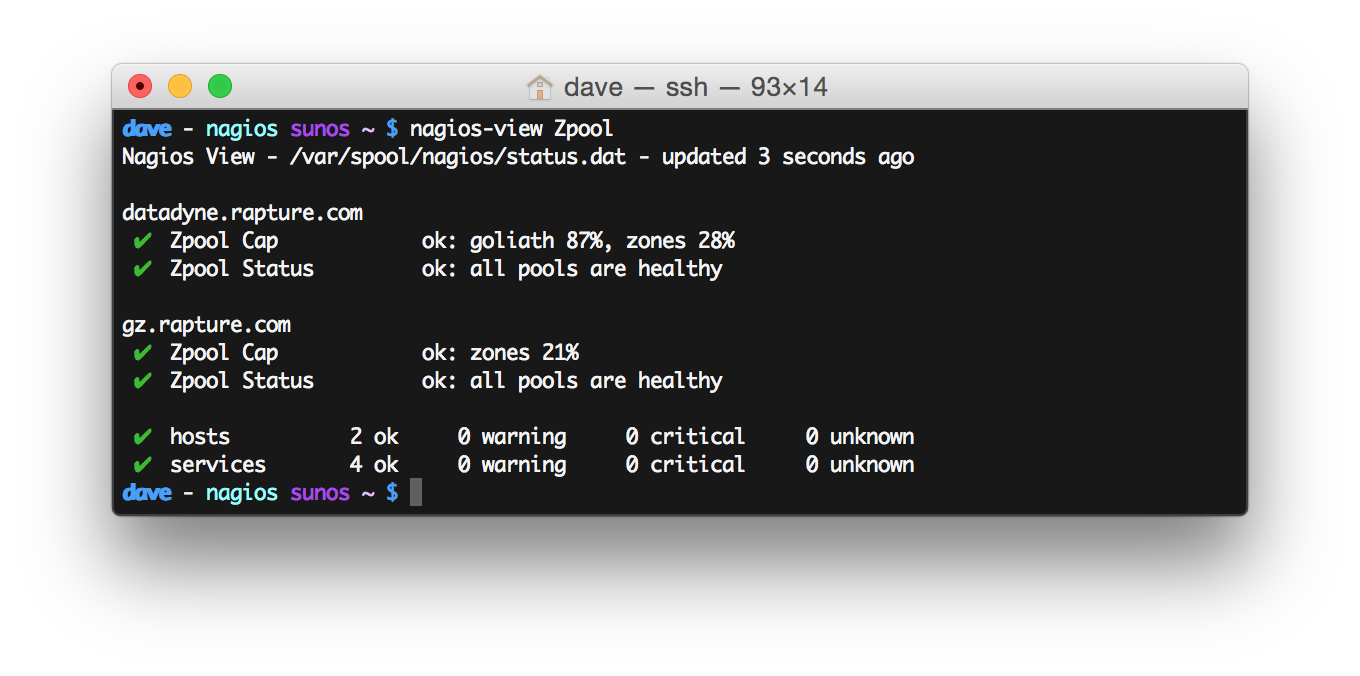 dave — ssh — 93×14
dave - nagios sunos ~ $ nagios-view Zpool
Nagios View - /var/spool/nagios/status.dat - updated 3 seconds ago
datadyne.rapture.com
✔ Zpool Cap ok: goliath 87%, zones 28%
✔ Zpool Status ok: all pools are healthy
gz.rapture.com
✔ Zpool Cap ok: zones 21%
✔ Zpool Status ok: all pools are healthy
✔ hosts 2 ok 0 warning 0 critical 0 unknown
✔ services 4 ok 0 warning 0 critical 0 unknown
dave - nagios sunos ~ $